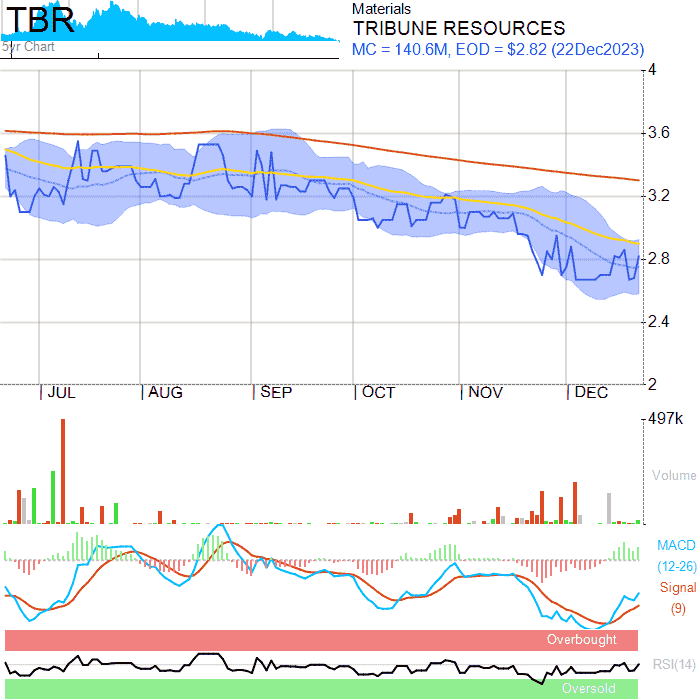 TBR
5yr Chart
Materials
TRIBUNE RESOURCES
MC = 140.6M, EOD = $2.82 (22Dec2023)
4
3.6
3.2
2.8
2.4
2
JUL AUG SEP OCT NOV DEC
497k
Volume
MACD
(12-26)
Signal
(9)
Overbought
RSI(14)
Oversold